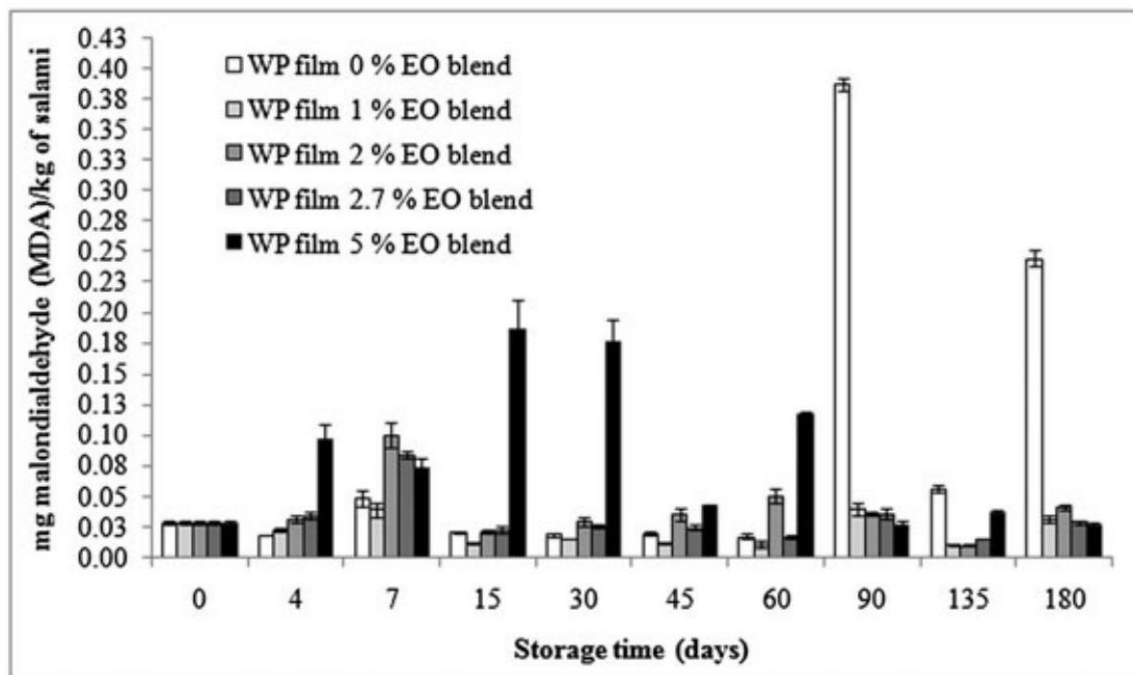 mg malondialdehyde (MDA)/kg of salami
0.43
0.40
0.38
0.35
0.33
0.30
0.28
0.25
0.23
0.20
0.18
0.15
0.13
0.10
0.08
0.05
0.03
0.00
WP film 0 % EO blend
WP film 1 % EO blend
WP film 2 % EO blend
WP film 2.7 % EO blend
WP film 5 % EO blend
0 4 7 15 30 45 60 90 135 180
Storage time (days)